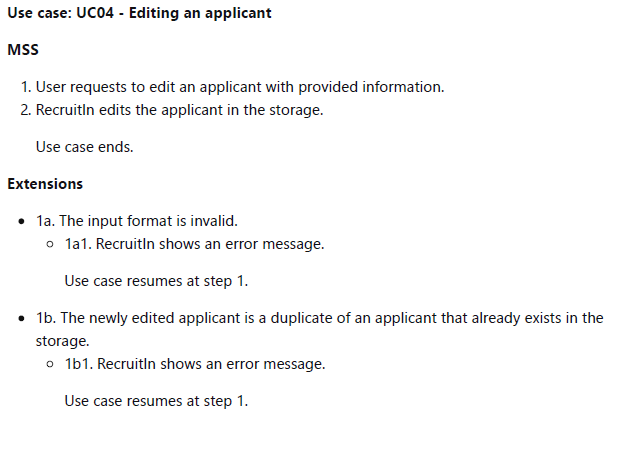 Use case: UC04 - Editing an applicant
MSS
1. User requests to edit an applicant with provided information.
2. RecruitIn edits the applicant in the storage.
Use case ends.
Extensions
• 1a. The input format is invalid.
◦ 1a1. RecruitIn shows an error message.
Use case resumes at step 1.
• 1b. The newly edited applicant is a duplicate of an applicant that already exists in the
storage.
◦ 1b1. RecruitIn shows an error message.
Use case resumes at step 1.